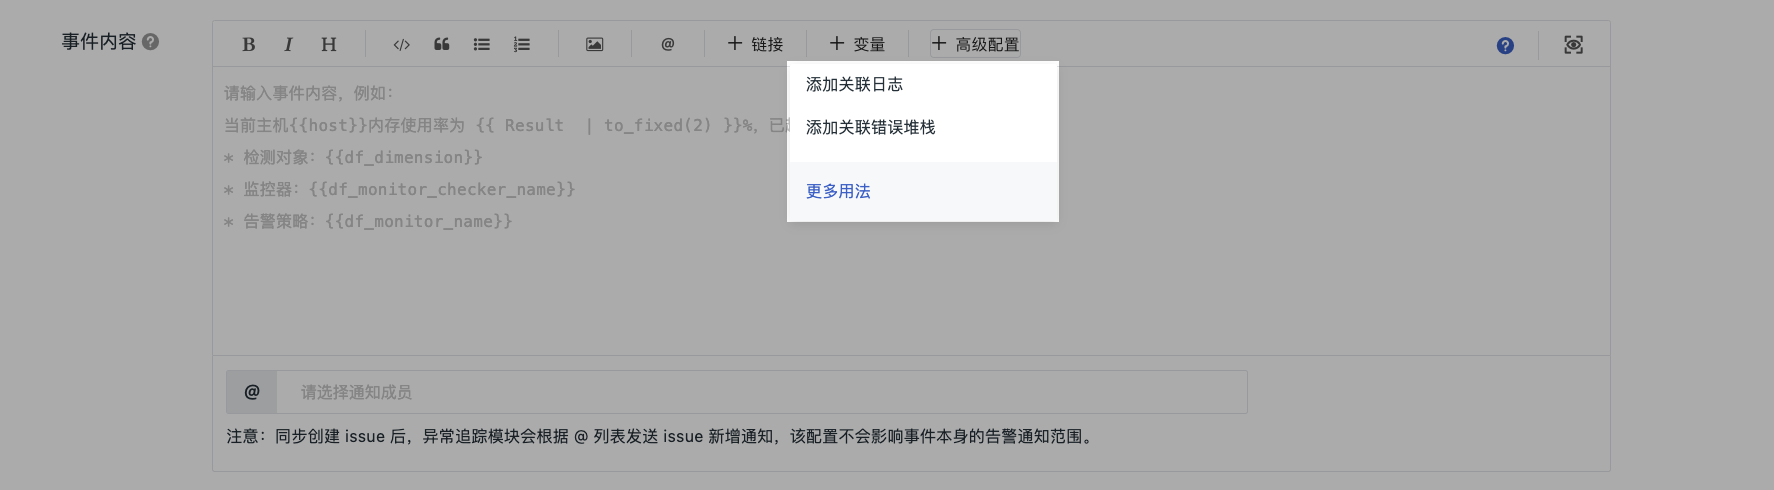 事件内容 ?
B I H </> “ @ + 链接 + 变量 + 高级配置 ?
添加关联日志
添加关联错误堆栈
更多用法
请输入事件内容，例如：
当前主机{{host}}内存使用率为 {{ Result | to_fixed(2) }}%，已
* 检测对象：{{df_dimension}}
* 监控器：{{df_monitor_checker_name}}
* 告警策略：{{df_monitor_name}}
@ 请选择通知成员
注意：同步创建 issue 后，异常追踪模块会根据 @ 列表发送 issue 新增通知，该配置不会影响事件本身的告警通知范围。